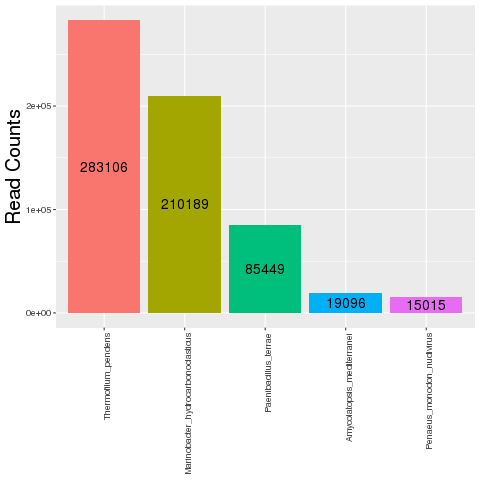 Read Counts
2e+05
1e+05
0e+00
283106
210189
85449
19096
15015
Thermofilum_pendens
Marinobacter_hydrocarbonoclasticus
Paenibacillus_terrae
Amycolatopsis_mediterranei
Penaeus_monodon_nudivirus